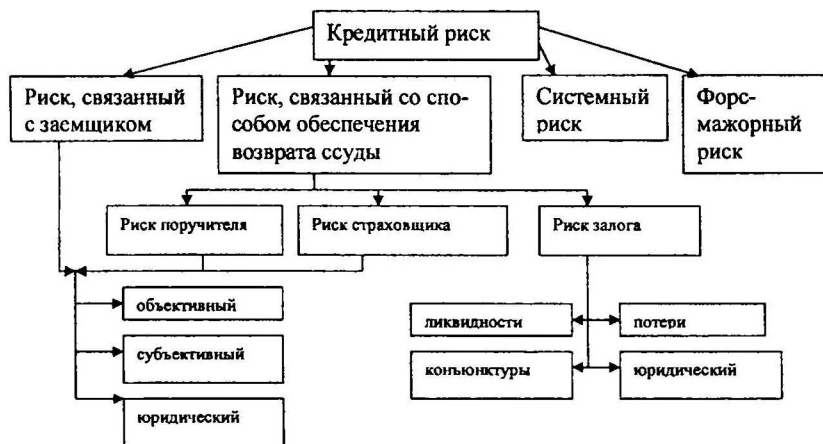 Кредитный риск
Риск, связанный
с заемщиком
Риск, связанный со спо-
собом обеспечения
возврата ссуды
Системный
риск
Форс-
мажорный
риск
Риск поручителя
Риск страховщика
Риск залога
объективный
субъективный
юридический
ликвидности
потери
конъюнктуры
юридический